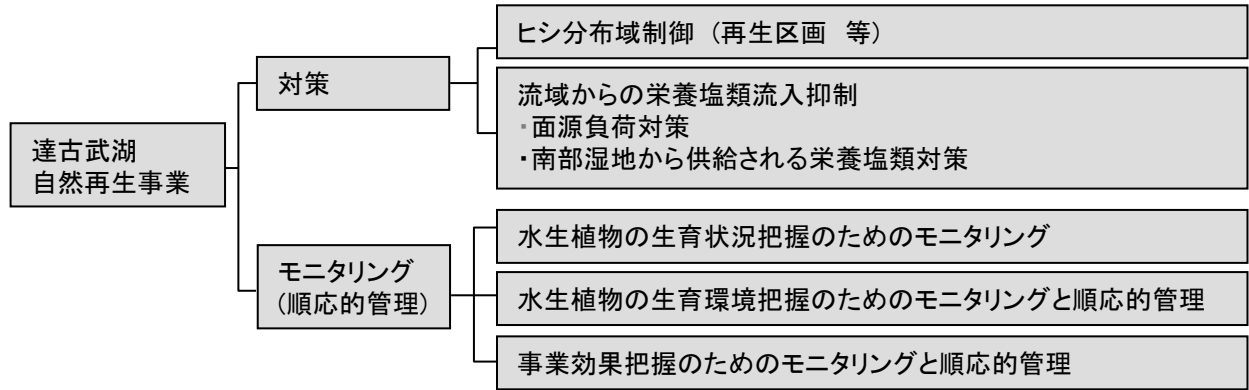 達古武湖
自然再生事業
対策
ヒシ分布域制御（再生区画　等）
流域からの栄養塩類流入抑制
・面源負荷対策
・南部湿地から供給される栄養塩類対策
モニタリング
(順応的管理)
水生植物の生育状況把握のためのモニタリング
水生植物の生育環境把握のためのモニタリングと順応的管理
事業効果把握のためのモニタリングと順応的管理